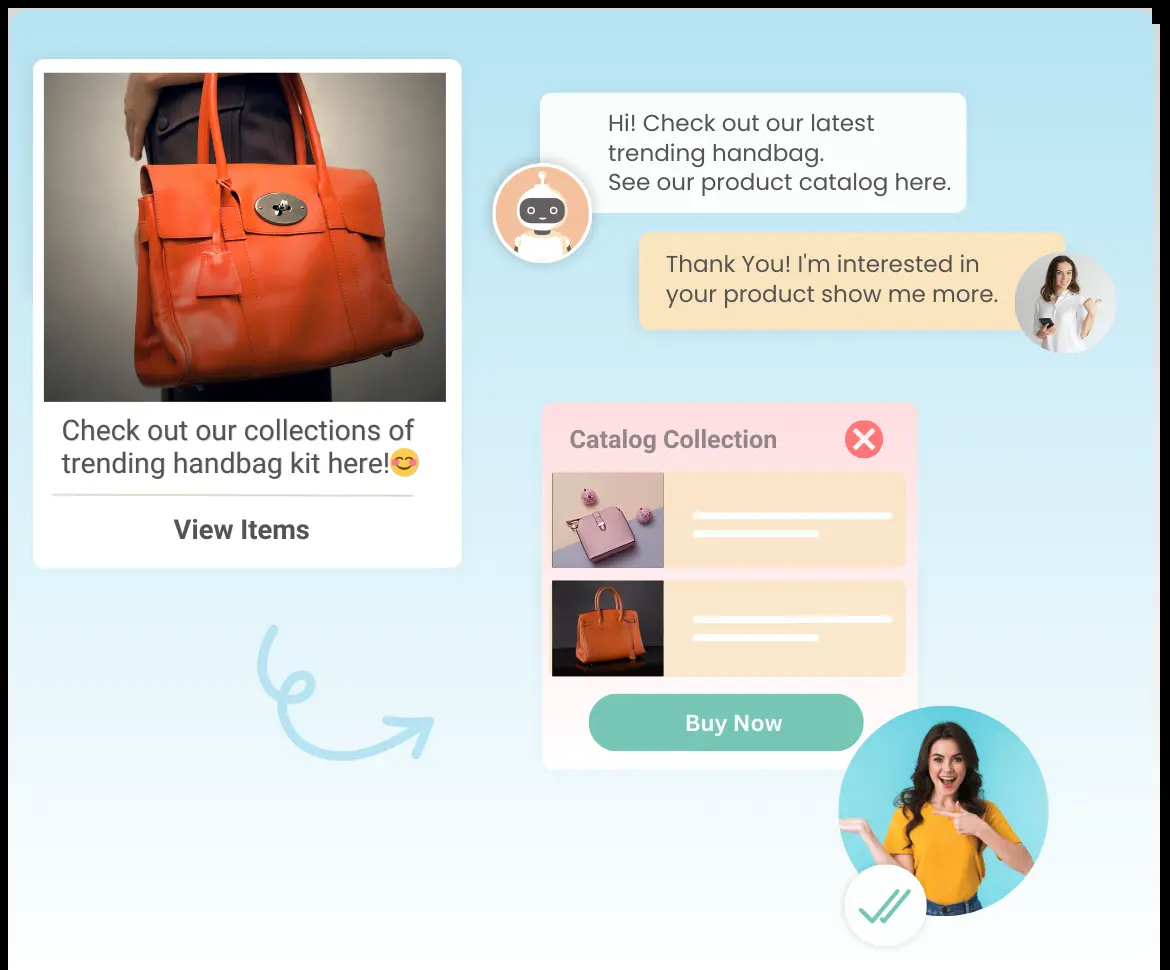 Check out our collections of
trending handbag kit here!😊
View Items
Hi! Check out our latest
trending handbag.
See our product catalog here.
Thank You! I'm interested in
your product show me more.
Catalog Collection
Buy Now